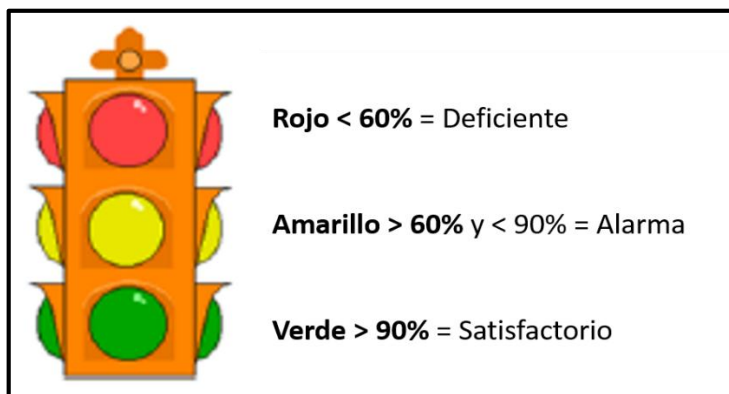 Rojo < 60% = Deficiente
Amarillo > 60% y < 90% = Alarma
Verde > 90% = Satisfactorio